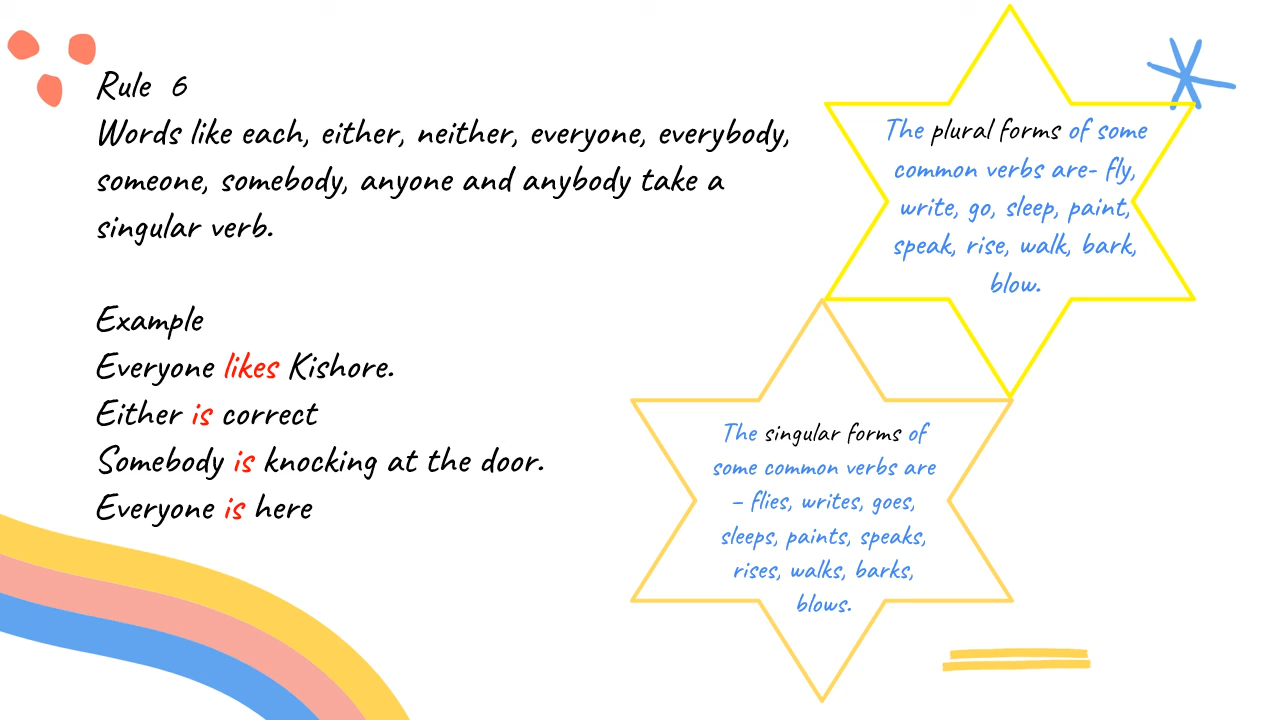 Rule 6
Words like each, either, neither, everyone, everybody,
someone, somebody, anyone and anybody take a
singular verb.
Example
Everyone likes Kishore.
Either is correct
Somebody is knocking at the door.
Everyone is here
The plural forms of some
common verbs are- fly,
write, go, sleep, paint,
speak, rise, walk, bark,
blow.
The singular forms of
some common verbs are
– flies, writes, goes,
sleeps, paints, speaks,
rises, walks, barks,
blows.